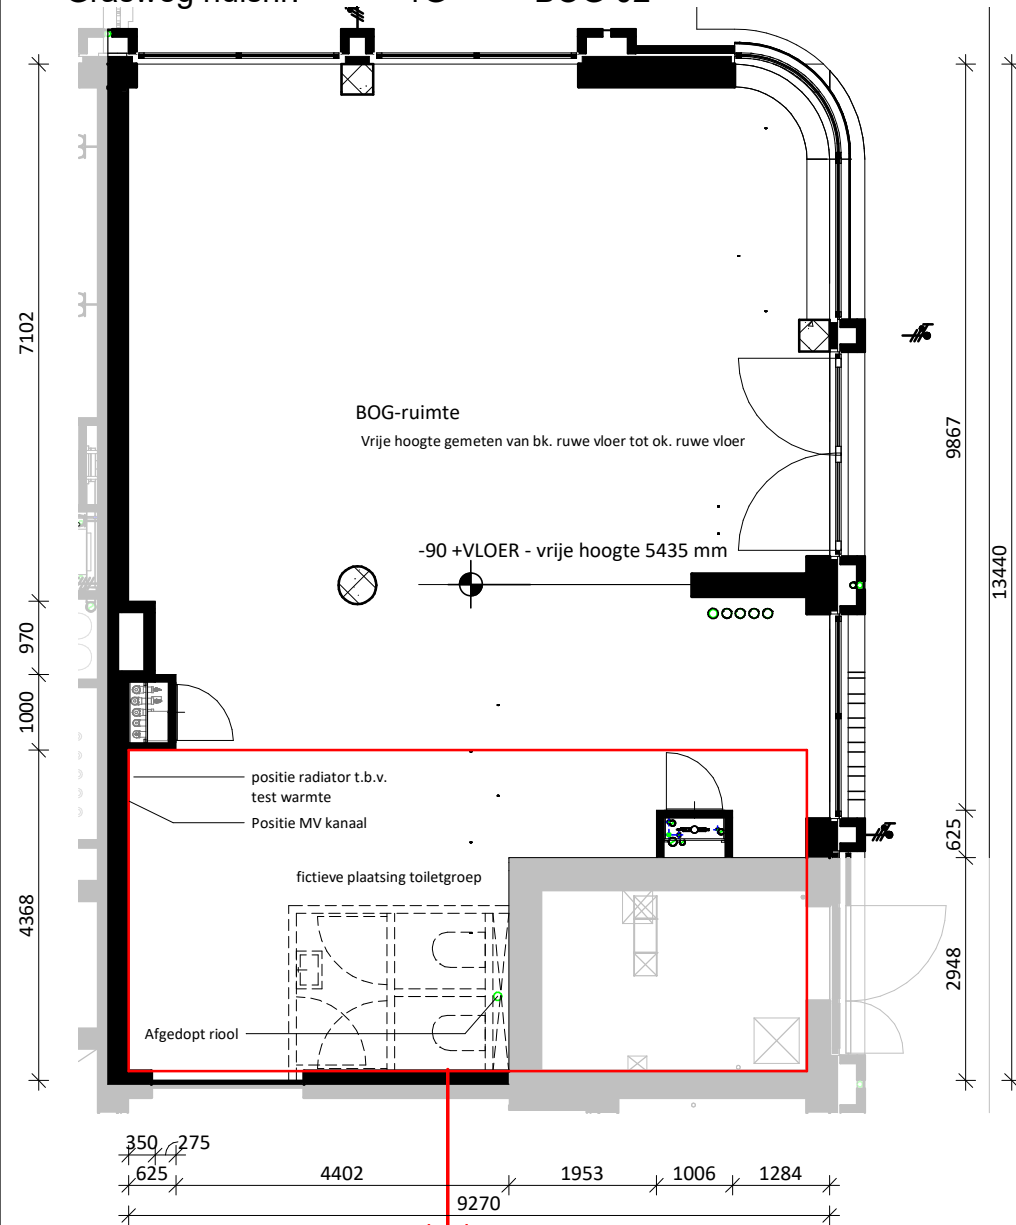 BOG-ruimte
Vrije hoogte gemeten van bk. ruwe vloer tot ok. ruwe vloer
-90 +VLOER - vrije hoogte 5435 mm
7102
970
1000
4368
9867
13440
625
2948
positie radiator t.b.v.
test warmte
Positie MV kanaal
fictieve plaatsing toiletgroep
Afgedopt riool
350 275
625 4402 1953 1006 1284
9270